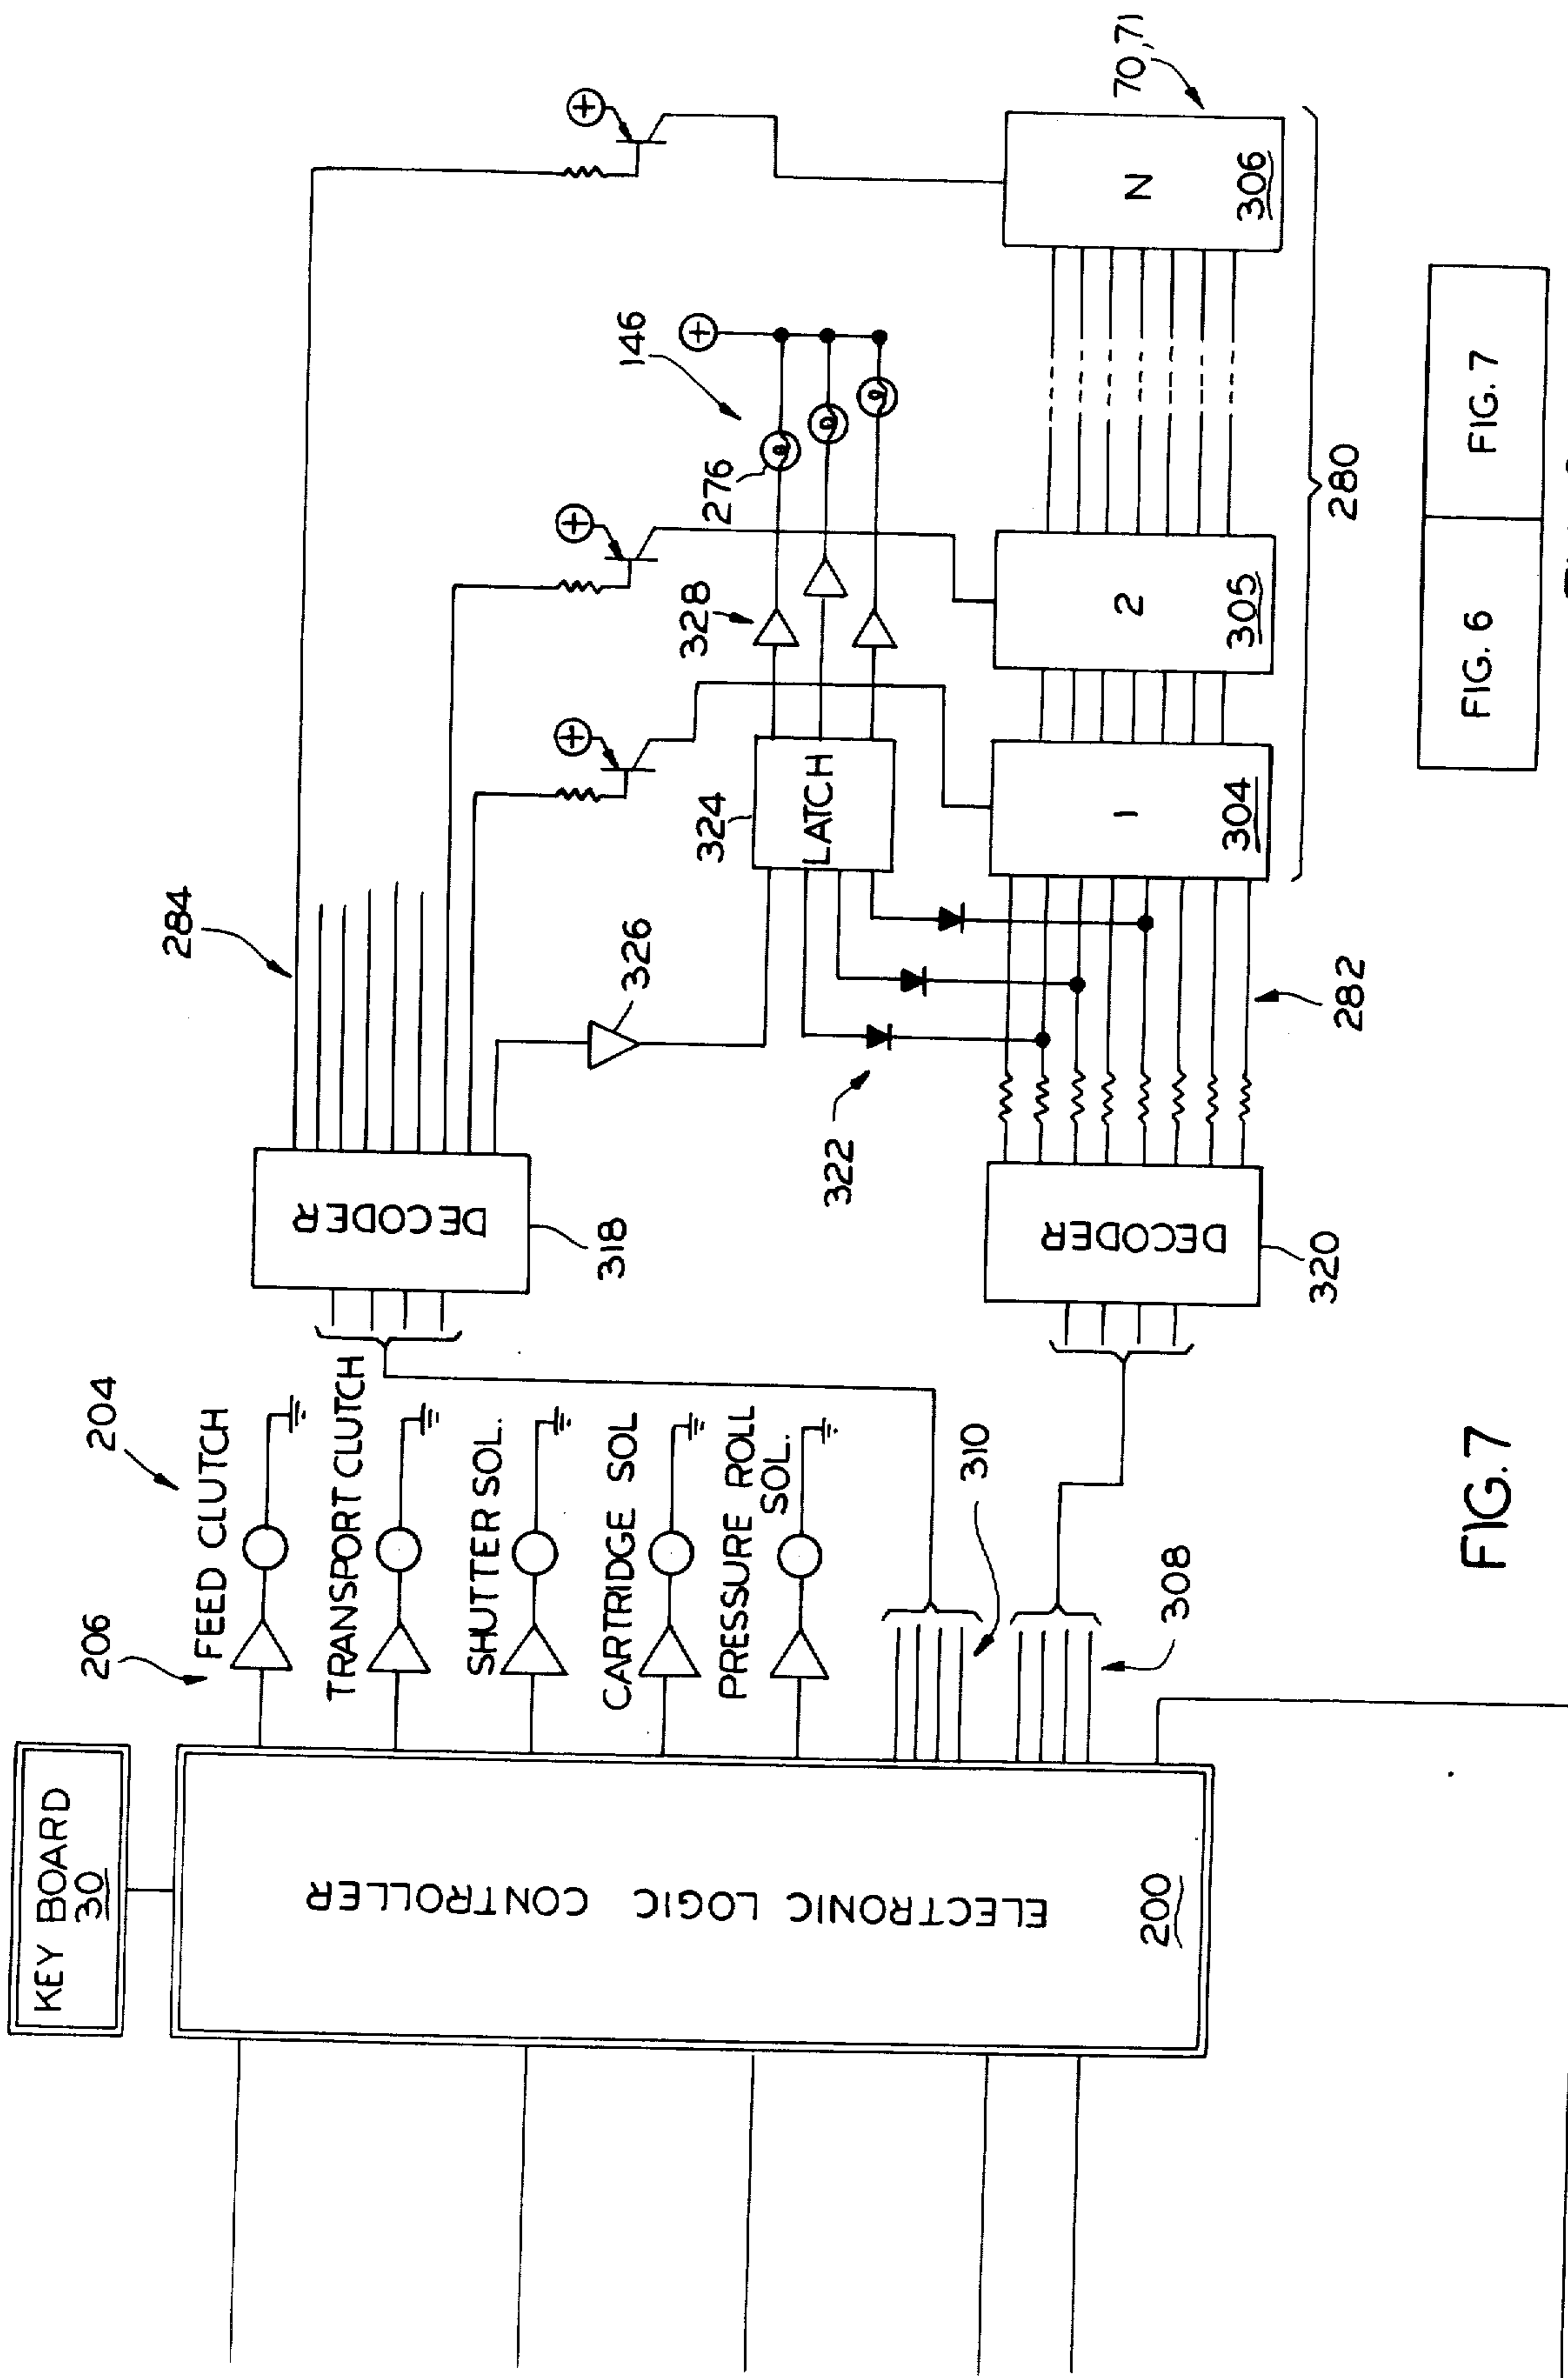 KEY BOARD
30
ELECTRONIC LOGIC CONTROLLER
200
206
204
FEED CLUTCH
TRANSPORT CLUTCH
SHUTTER SOL.
CARTRIDGE SOL
PRESSURE ROLL
SOL.
310
308
DECODER
318
DECODER
320
284
326
322
282
LATCH
324
328
276
146
1
304
2
305
N
306
70,71
280
FIG. 6
FIG. 7
FIG.7